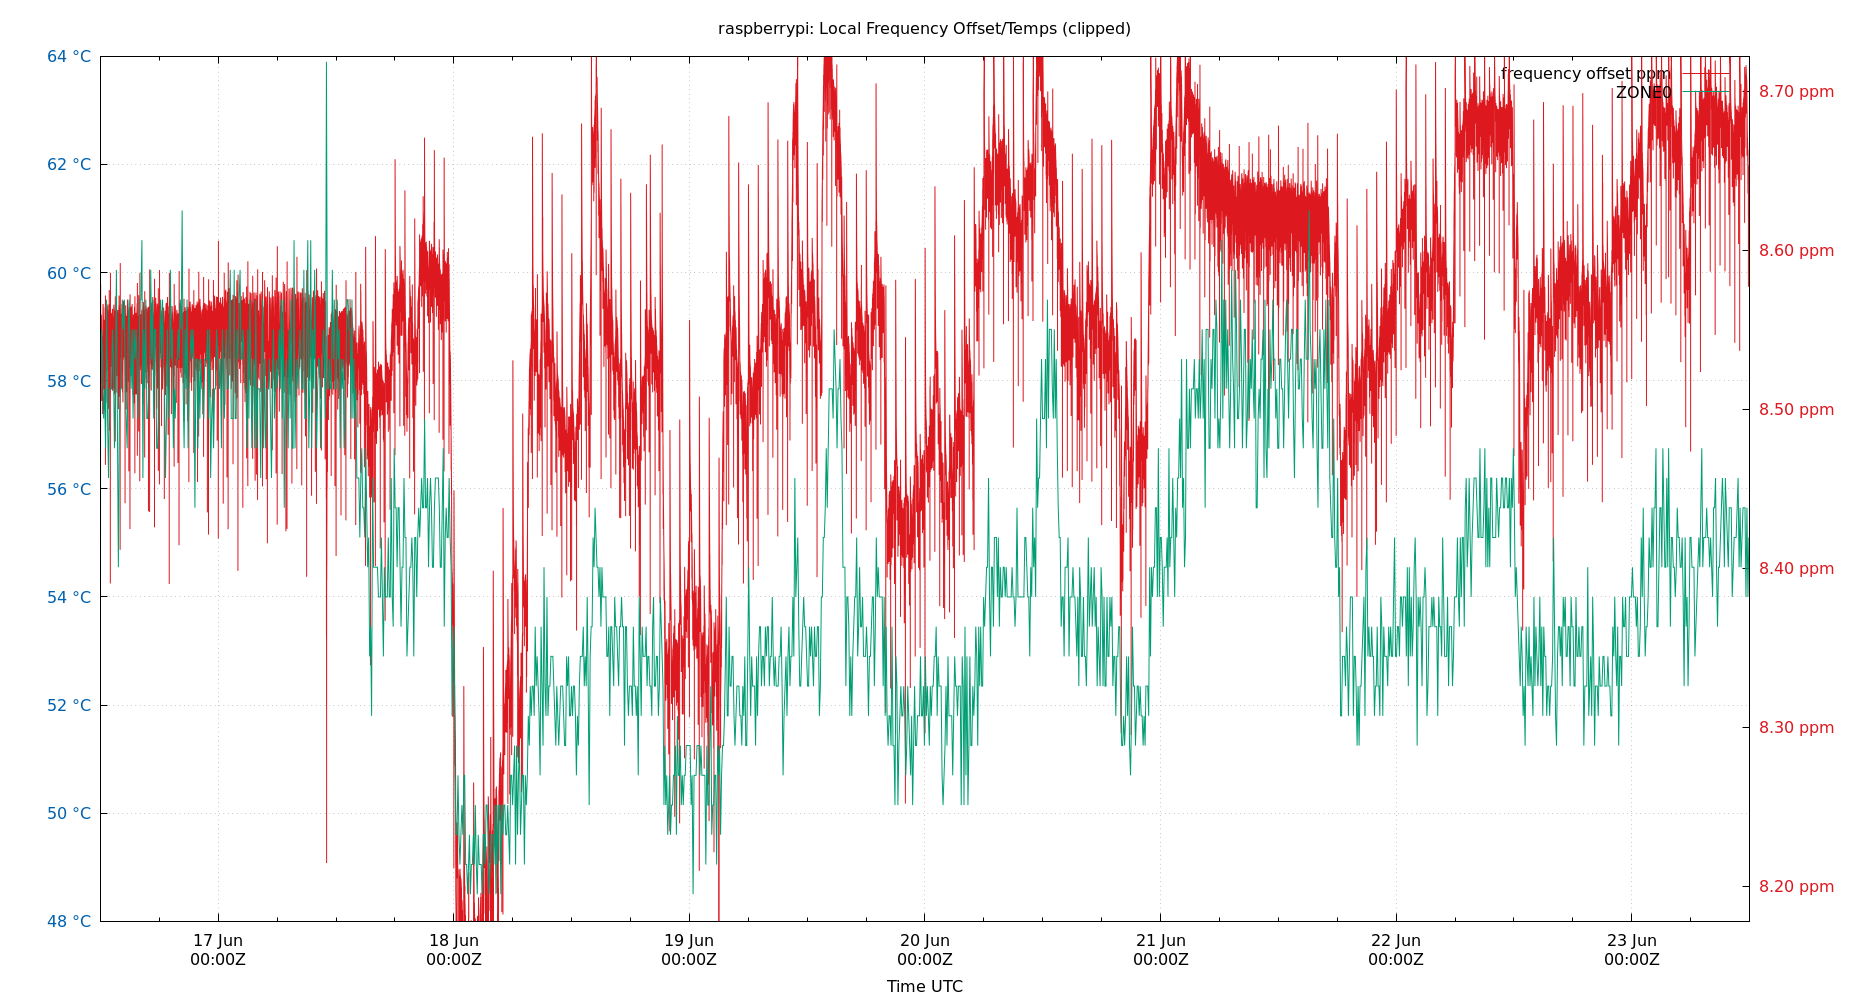 raspberrypi: Local Frequency Offset/Temps (clipped)
64 °C
62 °C
60 °C
58 °C
56 °C
54 °C
52 °C
50 °C
48 °C
frequency offset ppm
ZONE0
8.70 ppm
8.60 ppm
8.50 ppm
8.40 ppm
8.30 ppm
8.20 ppm
17 Jun
00:00Z
18 Jun
00:00Z
19 Jun
00:00Z
20 Jun
00:00Z
21 Jun
00:00Z
22 Jun
00:00Z
23 Jun
00:00Z
Time UTC